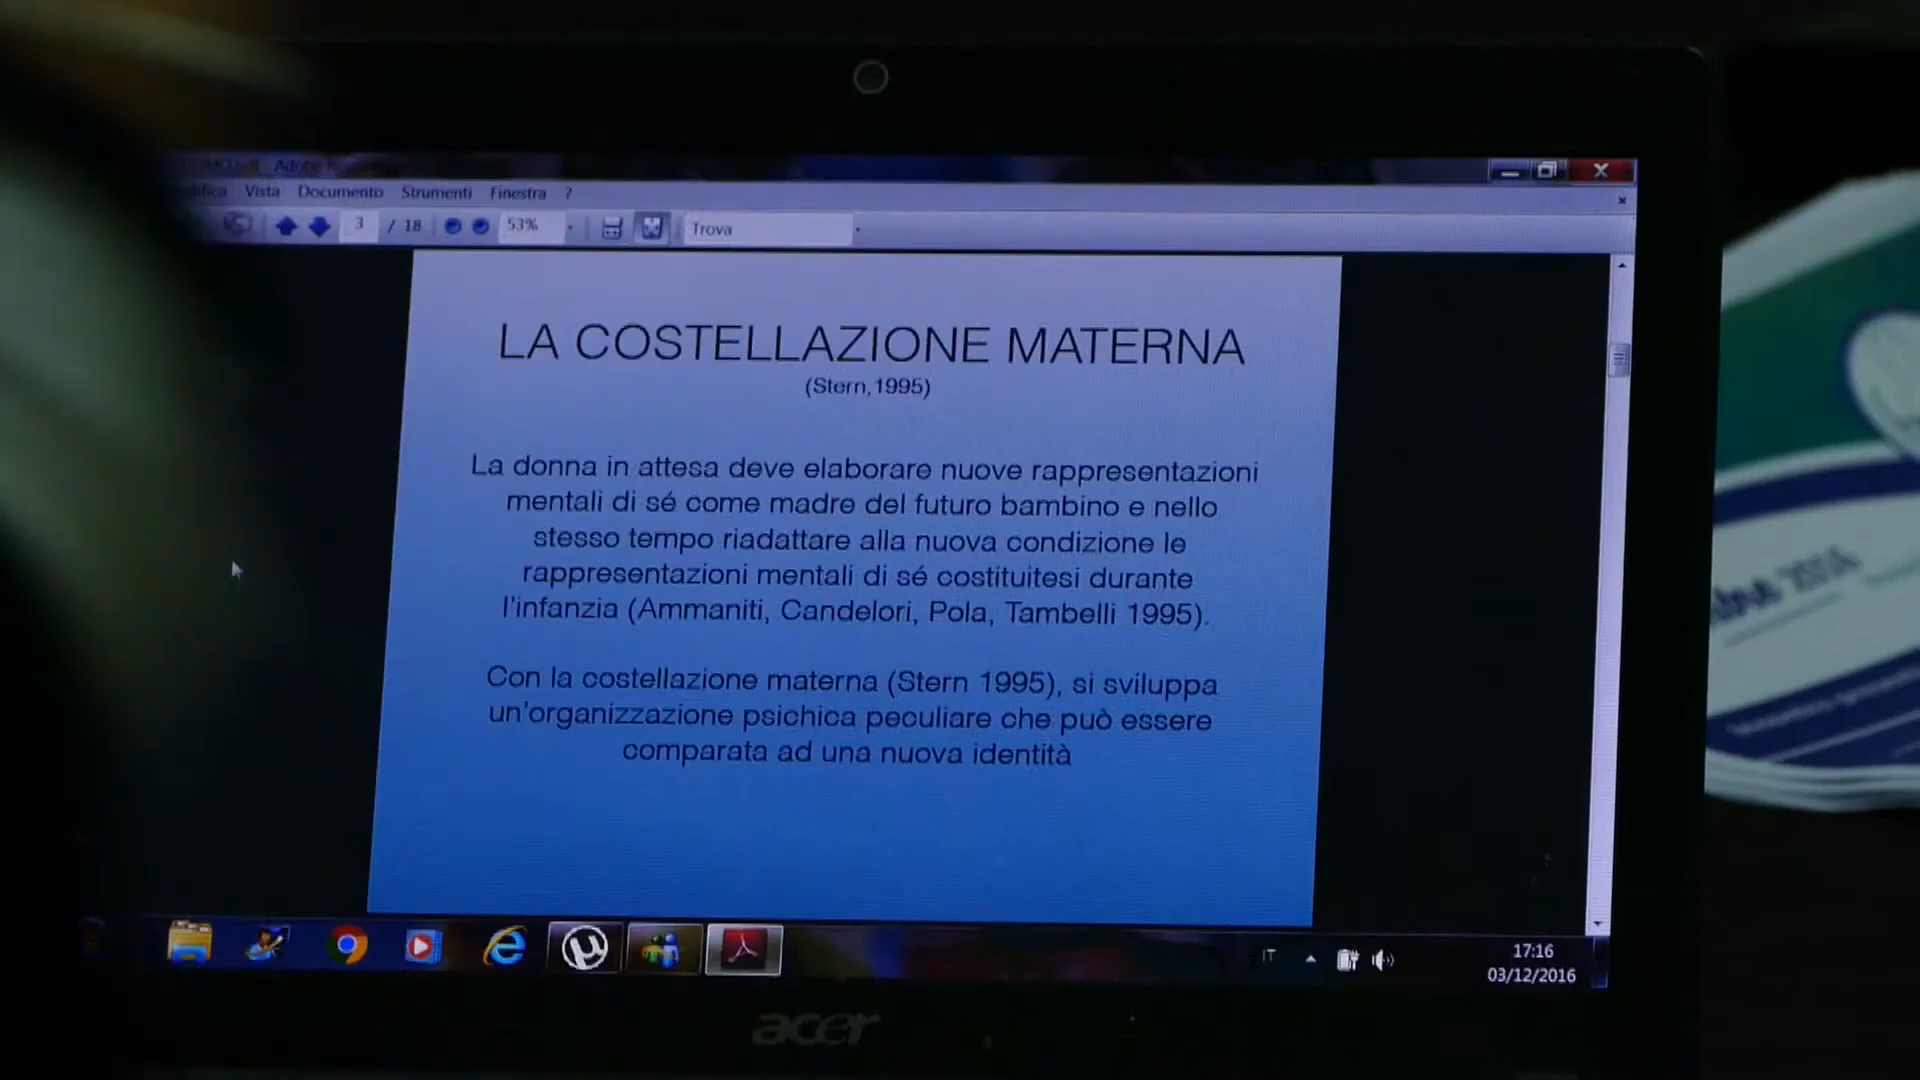 Adobe
Vista Documento Strumenti Finestra ?
3 / 18 53% Trova
LA COSTELLAZIONE MATERNA
(Stern, 1995)
La donna in attesa deve elaborare nuove rappresentazioni
mentali di sé come madre del futuro bambino e nello
stesso tempo riadattare alla nuova condizione le
rappresentazioni mentali di sé costituitesi durante
l'infanzia (Ammaniti, Candelori, Pola, Tambelli 1995).
Con la costellazione materna (Stern 1995), si sviluppa
un'organizzazione psichica peculiare che può essere
comparata ad una nuova identità
IT
17:16
03/12/2016
acer